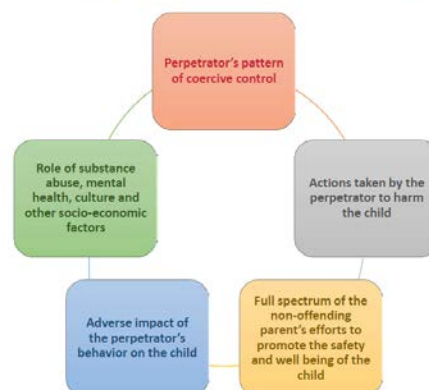 Perpetrator's pattern
of coercive control
Actions taken by the
perpetrator to harm
the child
Full spectrum of the
non-offending
parent's efforts to
promote the safety
and well being of the
child
Adverse impact of
the perpetrator's
behavior on the child
Role of substance
abuse, mental
health, culture and
other socio-economic
factors